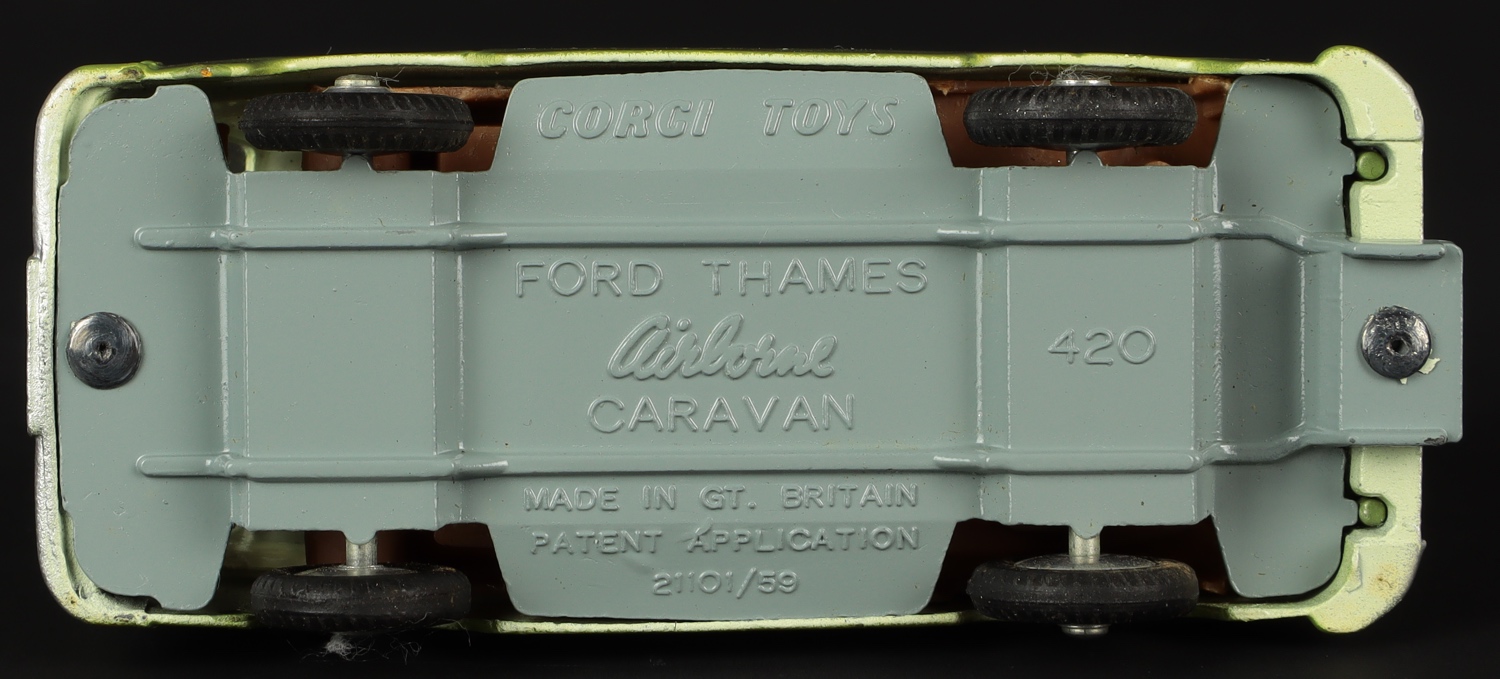 CORGI TOYS
FORD THAMES
Airborne
CARAVAN
420
MADE IN GT. BRITAIN
PATENT APPLICATION
21101/59